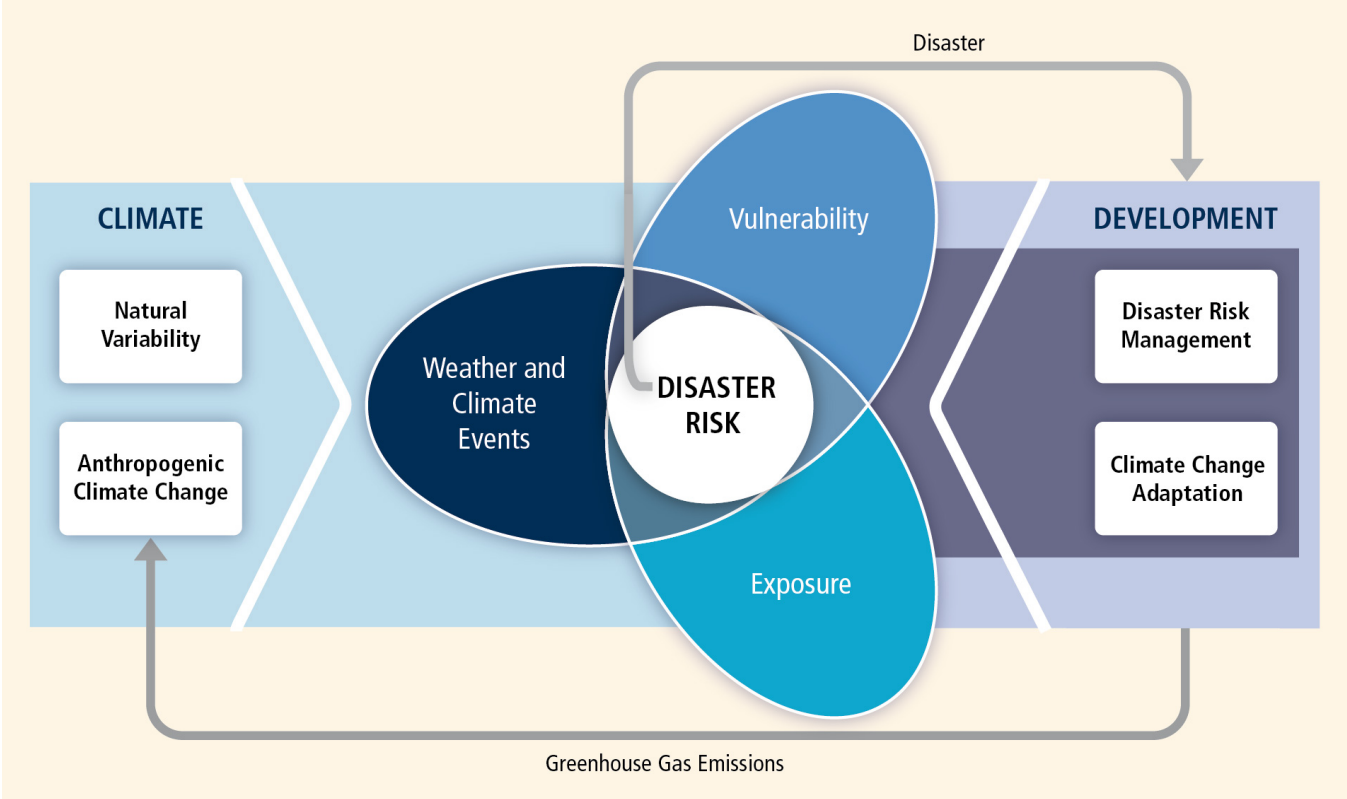 Disaster
CLIMATE
Natural
Variability
Anthropogenic
Climate Change
Weather and
Climate
Events
Vulnerability
DISASTER
RISK
Exposure
DEVELOPMENT
Disaster Risk
Management
Climate Change
Adaptation
Greenhouse Gas Emissions